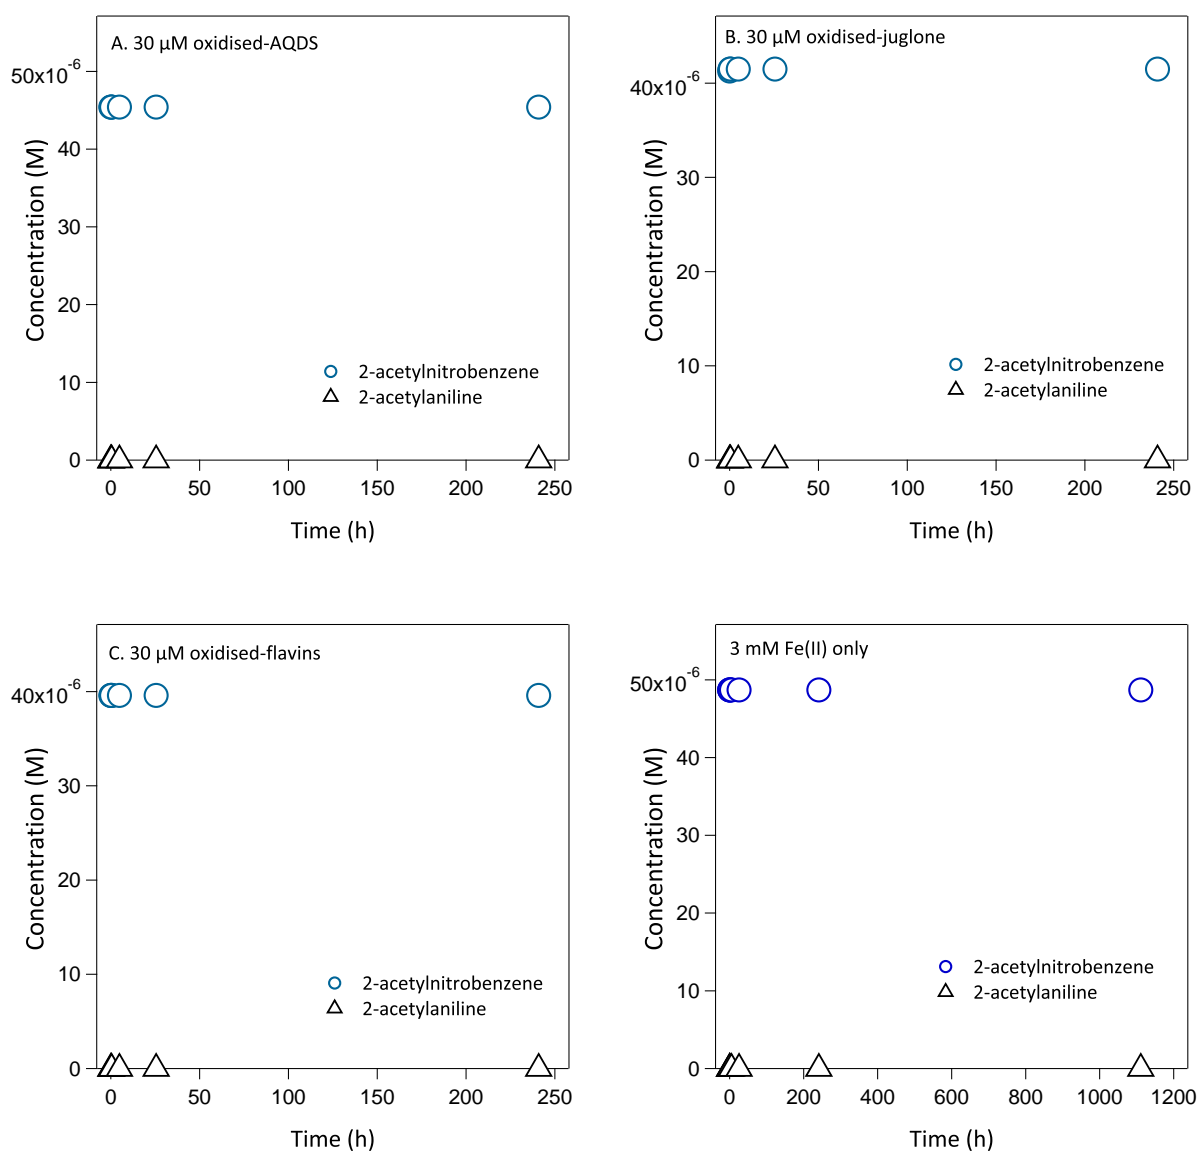 A. 30 µM oxidised-AQDS
50x10⁻⁶
40
30
20
10
0
Concentration (M)
2-acetylnitrobenzene
2-acetylaniline
0 50 100 150 200 250
Time (h)
B. 30 µM oxidised-juglone
40x10⁻⁶
30
20
10
0
Concentration (M)
2-acetylnitrobenzene
2-acetylaniline
0 50 100 150 200 250
Time (h)
C. 30 µM oxidised-flavins
40x10⁻⁶
30
20
10
0
Concentration (M)
2-acetylnitrobenzene
2-acetylaniline
0 50 100 150 200 250
Time (h)
3 mM Fe(II) only
50x10⁻⁶
40
30
20
10
0
Concentration (M)
2-acetylnitrobenzene
2-acetylaniline
0 200 400 600 800 1000 1200
Time (h)